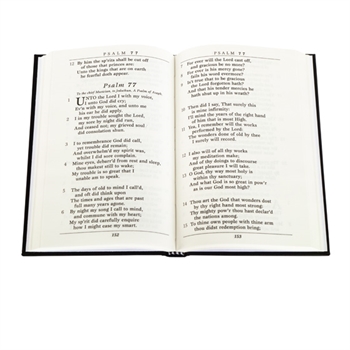 PSALM 77
12 By him the sp'rits shall be cut off
of those that princes are:
Unto the kings that are on earth
he fearful doth appear.
Psalm 77
To the chief Musician, to Jeduthun, A Psalm of Asaph.
1 UNTO the Lord I with my voice,
I unto God did cry;
Ev'n with my voice, and unto me
his ear he did apply.
2 I in my trouble sought the Lord,
my sore by night did run,
And ceased not; my grieved soul
did consolation shun.
3 I to remembrance God did call,
yet trouble did remain;
And overwhelm'd my spirit was,
whilst I did sore complain.
4 Mine eyes, debarr'd from rest and sleep,
thou makest still to wake;
My trouble is so great that I
unable am to speak.
5 The days of old to mind I call'd,
and oft did think upon
The times and ages that are past
full many years agone.
6 By night my song I call to mind,
and commune with my heart;
My sp'rit did carefully enquire
how I might ease my smart.
132
PSALM 77
7 For ever will the Lord cast off,
and gracious be no more?
8 For ever is his mercy gone?
fails his word evermore?
9 Is't true that to be gracious
the Lord forgotten hath?
And that his tender mercies he
hath shut up in his wrath?
10 Then did I say, That surely this
is mine infirmity:
I'll mind the years of the right hand
of him that is most High.
11 Yea, I remember will the works
performed by the Lord:
The wonders done of old by thee
I surely will record.
12 I also will of all thy works
my meditation make;
And of thy doings to discourse
great pleasure I will take.
13 O God, thy way most holy is
within thy sanctuary;
And what God is so great in pow'r
as is our God most high?
14 Thou art the God that wonders dost
by thy right hand most strong:
Thy mighty pow'r thou hast declar'd
the nations among.
15 To thine own people with thine arm
thou didst redemption bring;
133